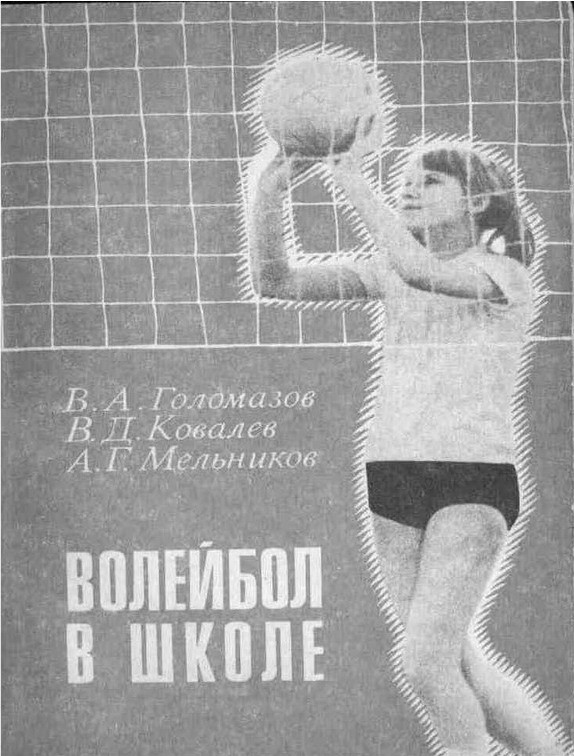 В. А. Голомазов
В. Д. Ковалев
А. Г. Мельников
ВОЛЕЙБОЛ
В ШКОЛЕ